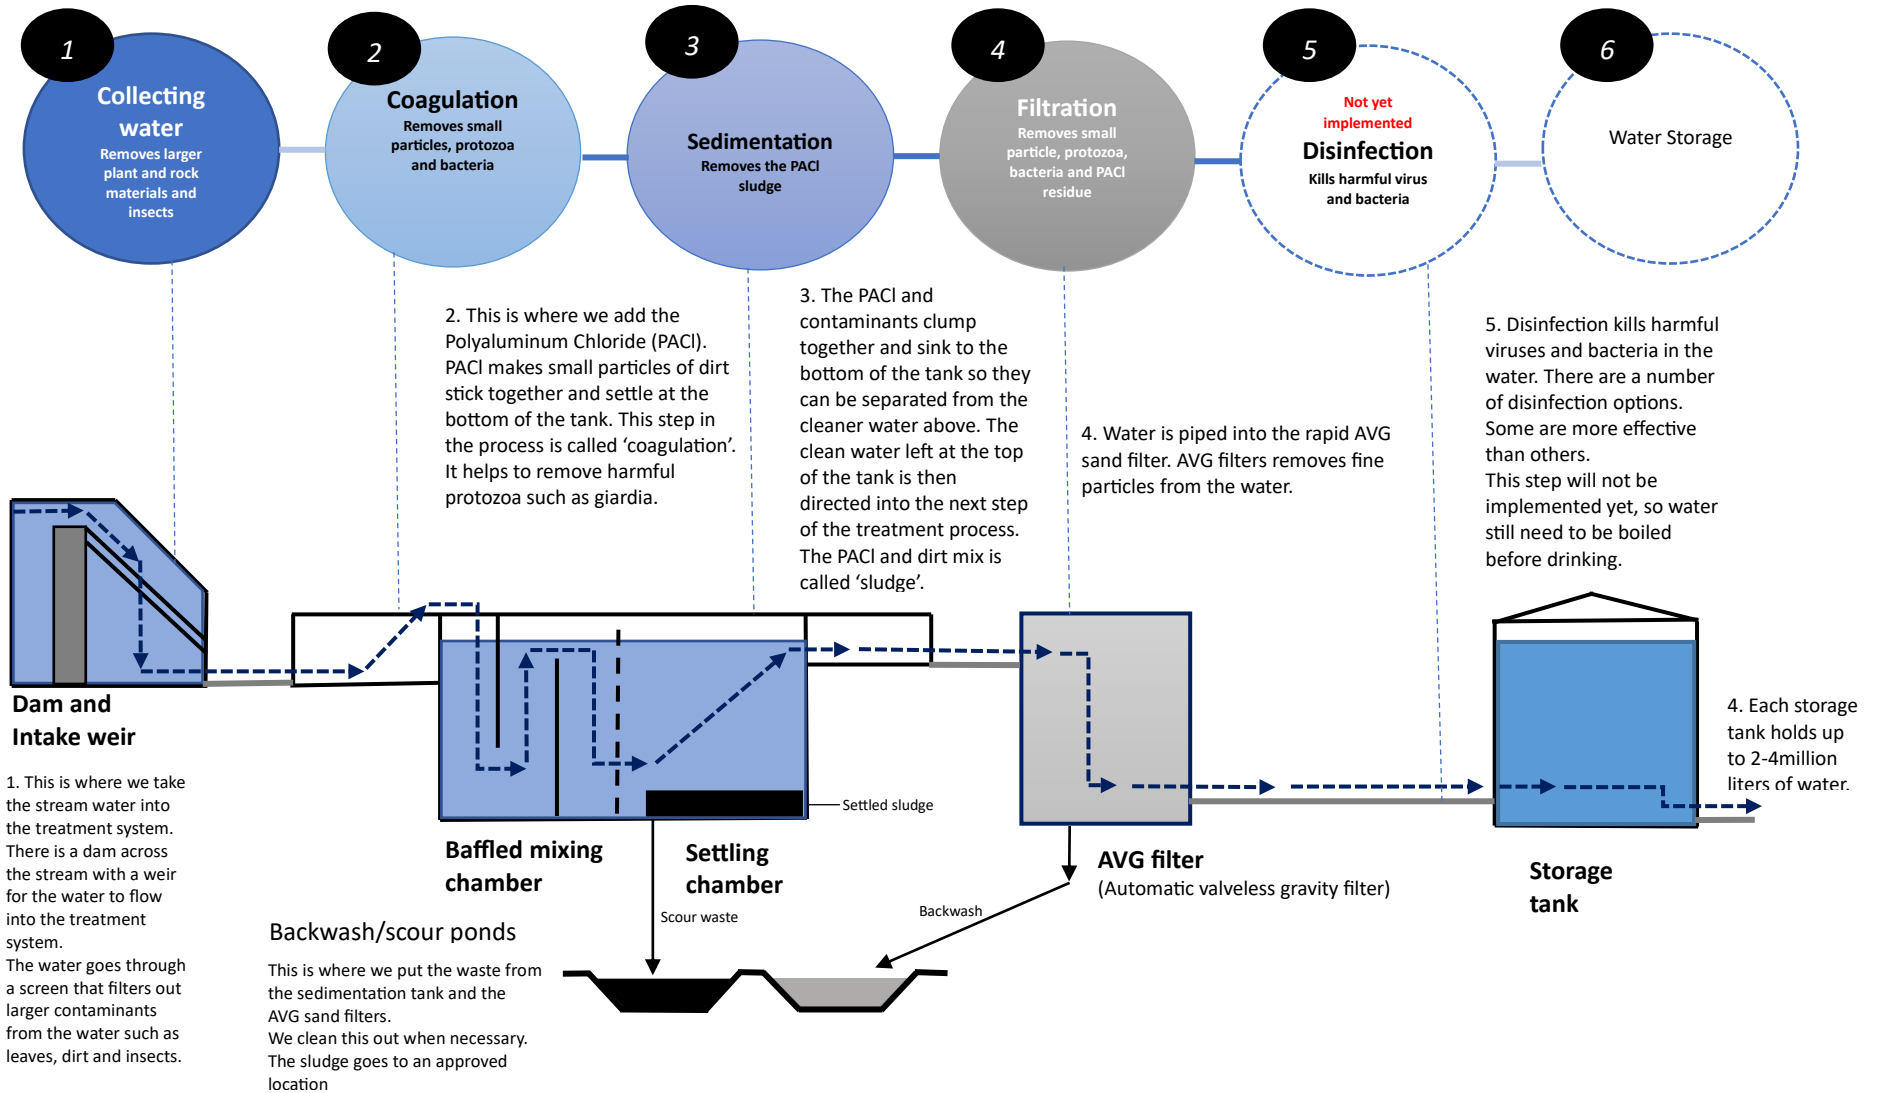 1
Collecting
water
Removes larger
plant and rock
materials and
insects
2
Coagulation
Removes small
particles, protozoa
and bacteria
3
Sedimentation
Removes the PACl
sludge
4
Filtration
Removes small
particle, protozoa,
bacteria and PACl
residue
5
Not yet
implemented
Disinfection
Kills harmful virus
and bacteria
6
Water Storage
2. This is where we add the
Polyaluminum Chloride (PACl).
PACl makes small particles of dirt
stick together and settle at the
bottom of the tank. This step in
the process is called ‘coagulation’.
It helps to remove harmful
protozoa such as giardia.
3. The PACl and
contaminants clump
together and sink to the
bottom of the tank so they
can be separated from the
cleaner water above. The
clean water left at the top
of the tank is then
directed into the next step
of the treatment process.
The PACl and dirt mix is
called ‘sludge’.
4. Water is piped into the rapid AVG
sand filter. AVG filters removes fine
particles from the water.
5. Disinfection kills harmful
viruses and bacteria in the
water. There are a number
of disinfection options.
Some are more effective
than others.
This step will not be
implemented yet, so water
still need to be boiled
before drinking.
Dam and
Intake weir
1. This is where we take
the stream water into
the treatment system.
There is a dam across
the stream with a weir
for the water to flow
into the treatment
system.
The water goes through
a screen that filters out
larger contaminants
from the water such as
leaves, dirt and insects.
Baffled mixing
chamber
Settling
chamber
Settled sludge
Scour waste
Backwash
AVG filter
(Automatic valveless gravity filter)
Storage
tank
4. Each storage
tank holds up
to 2-4million
liters of water.
Backwash/scour ponds
This is where we put the waste from
the sedimentation tank and the
AVG sand filters.
We clean this out when necessary.
The sludge goes to an approved
location